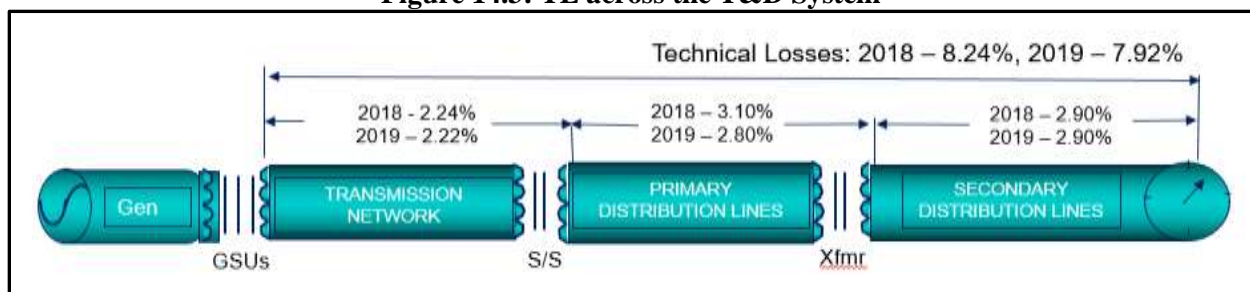 Technical Losses: 2018 – 8.24%, 2019 – 7.92%
2018 - 2.24%
2019 – 2.22%
2018 – 3.10%
2019 – 2.80%
2018 – 2.90%
2019 – 2.90%
Gen
TRANSMISSION
NETWORK
PRIMARY
DISTRIBUTION LINES
SECONDARY
DISTRIBUTION LINES
GSUs
S/S
Xfmr